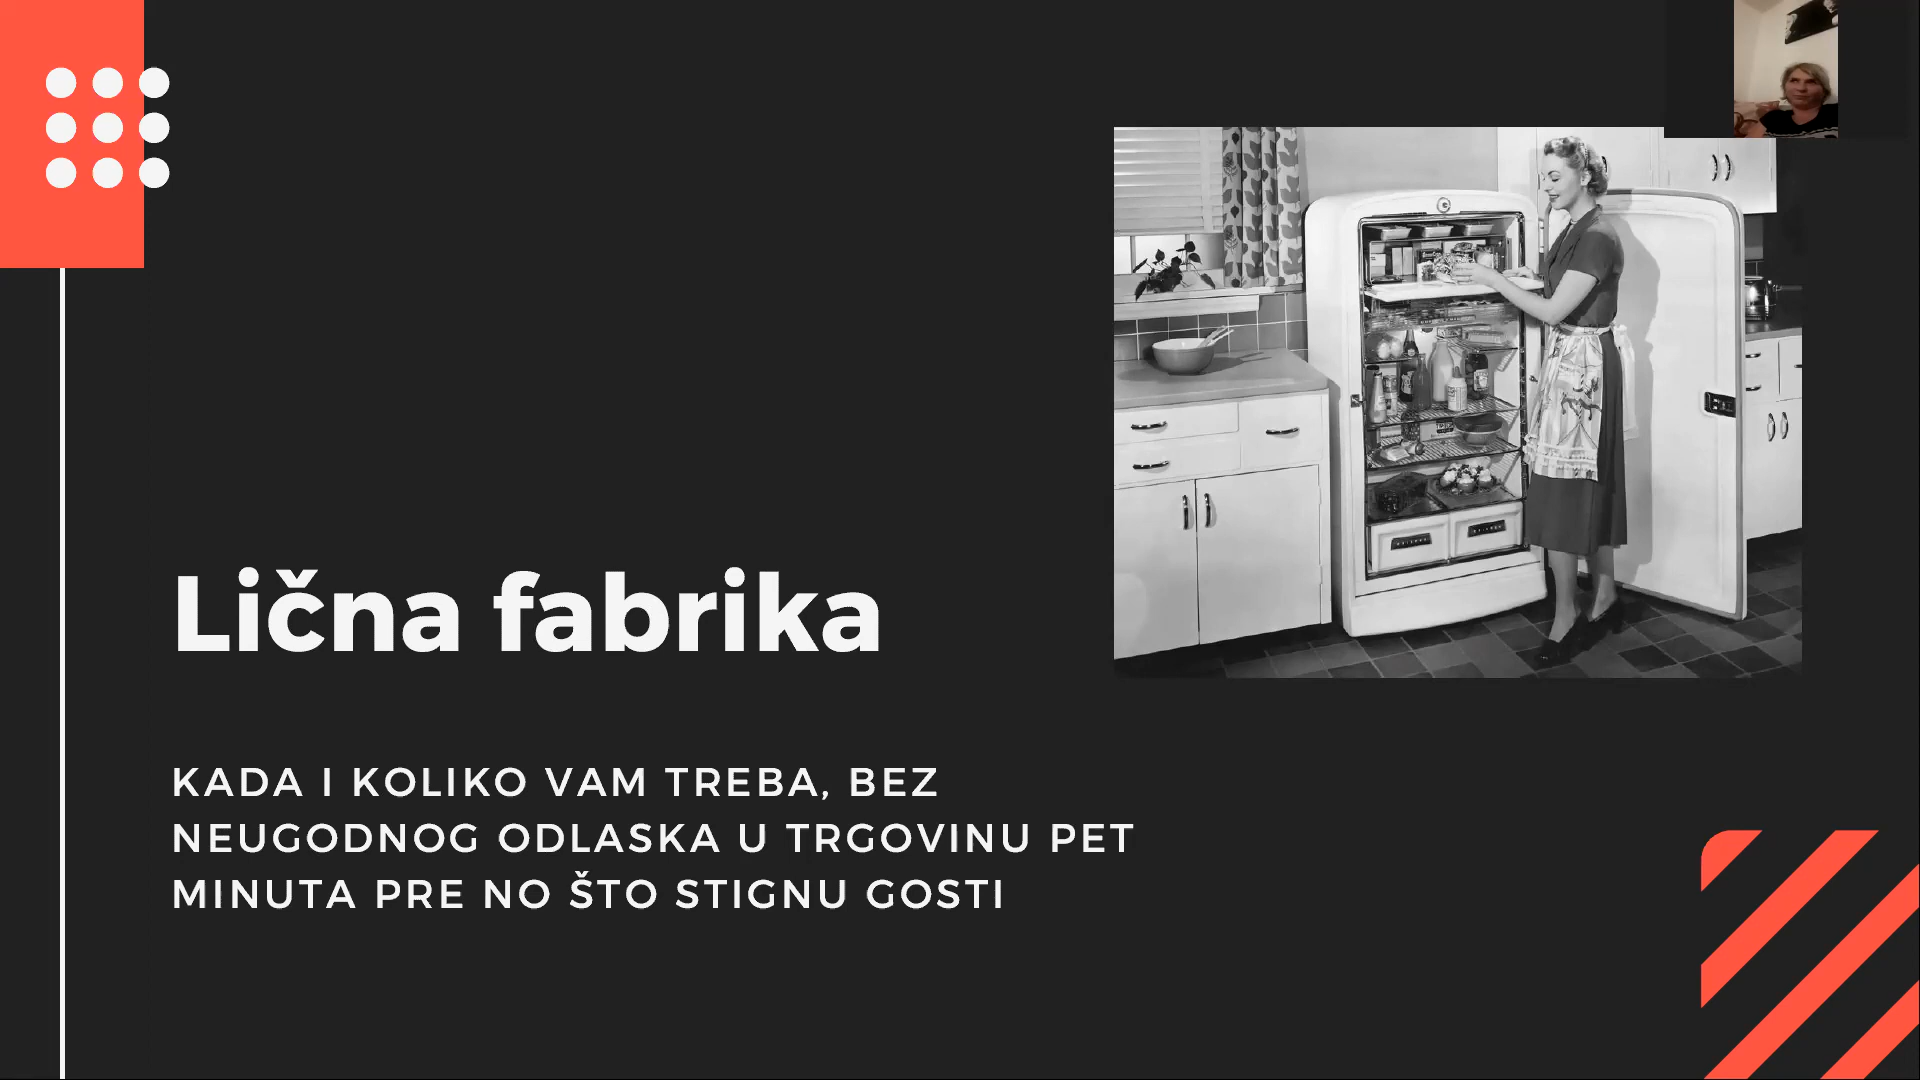 Lična fabrika
KADA I KOLIKO VAM TREBA, BEZ
NEUGODNOG ODLASKA U TRGOVINU PET
MINUTA PRE NO ŠTO STIGNU GOSTI